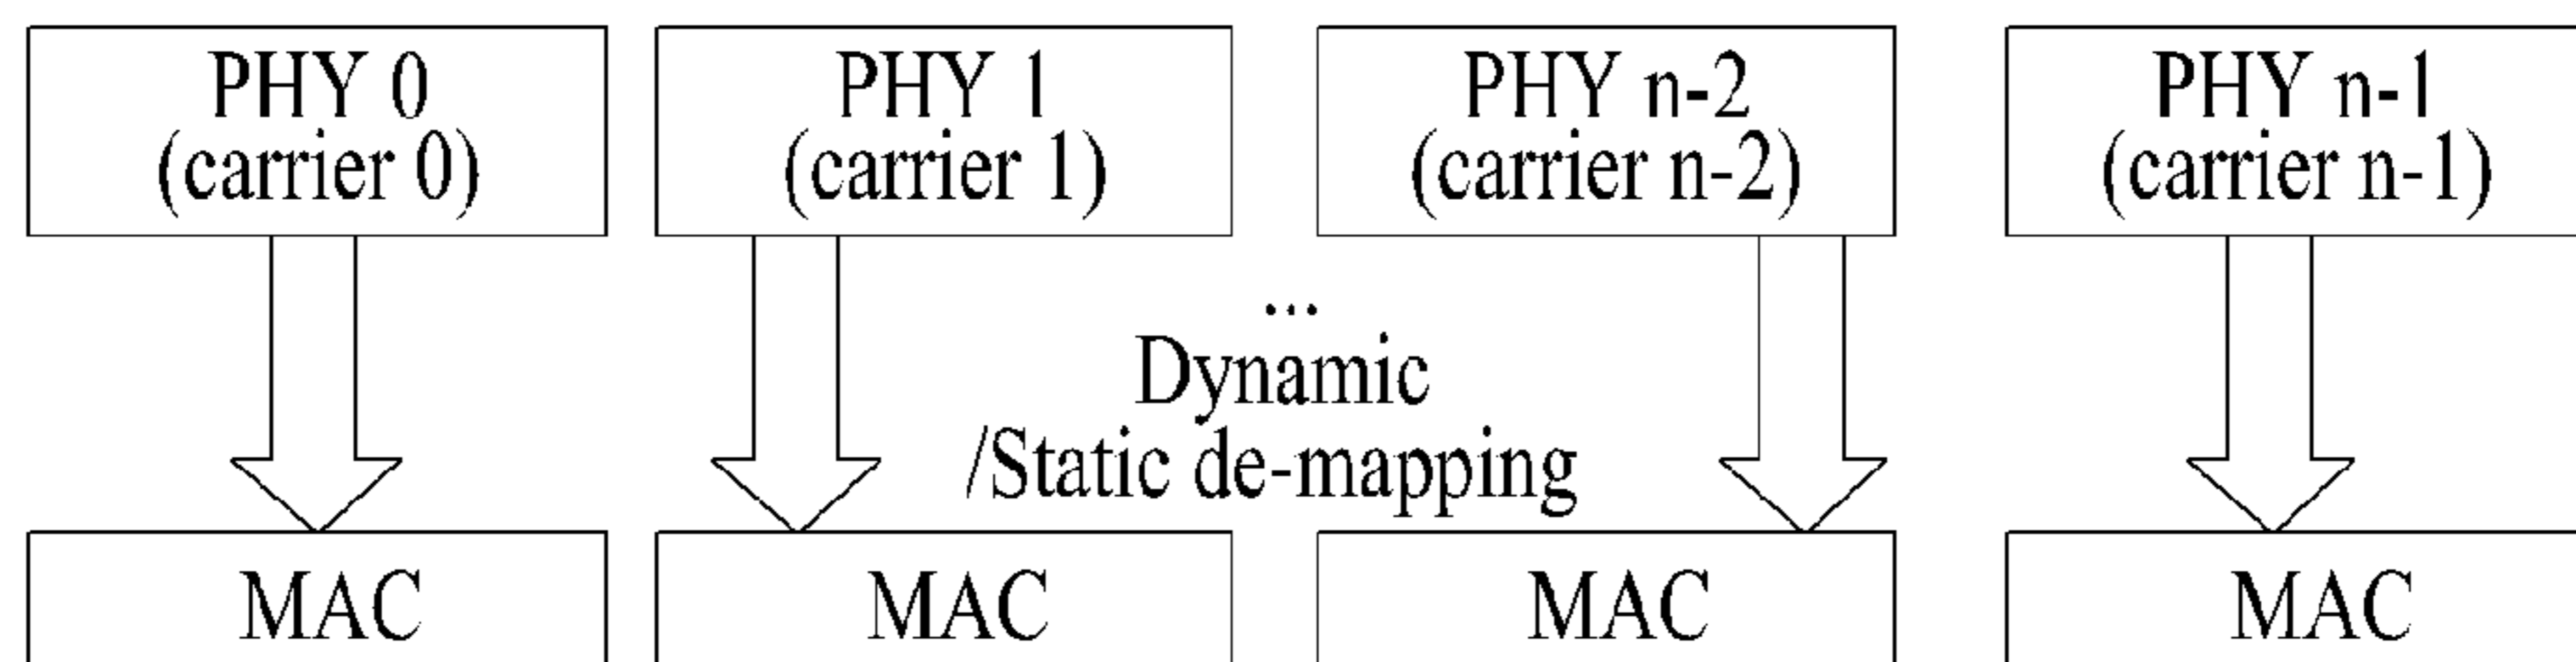 PHY 0
(carrier 0)
PHY 1
(carrier 1)
PHY n-2
(carrier n-2)
PHY n-1
(carrier n-1)
...
Dynamic
/Static de-mapping
MAC
MAC
MAC
MAC